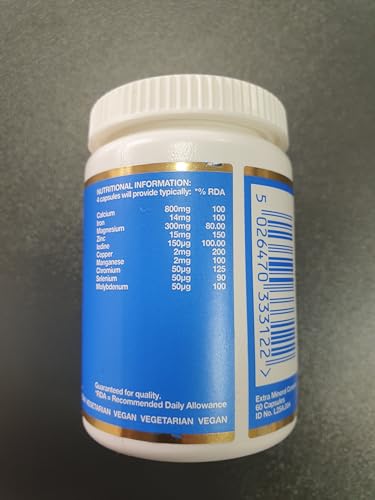 NUTRITIONAL INFORMATION:
4 capsules will provide typically: *% RDA
Calcium 800mg 100
Iron 14mg 100
Magnesium 300mg 80.00
Zinc 15mg 150
Iodine 150µg 100.00
Copper 2mg 200
Manganese 2mg 100
Chromium 50µg 125
Selenium 50µg 90
Molybdenum 50µg 100
Guaranteed for quality.
*RDA = Recommended Daily Allowance
VEGETARIAN VEGAN VEGETARIAN VEGAN
5 026470 333122 >
Extra Mineral
60 Capsules
ID No.